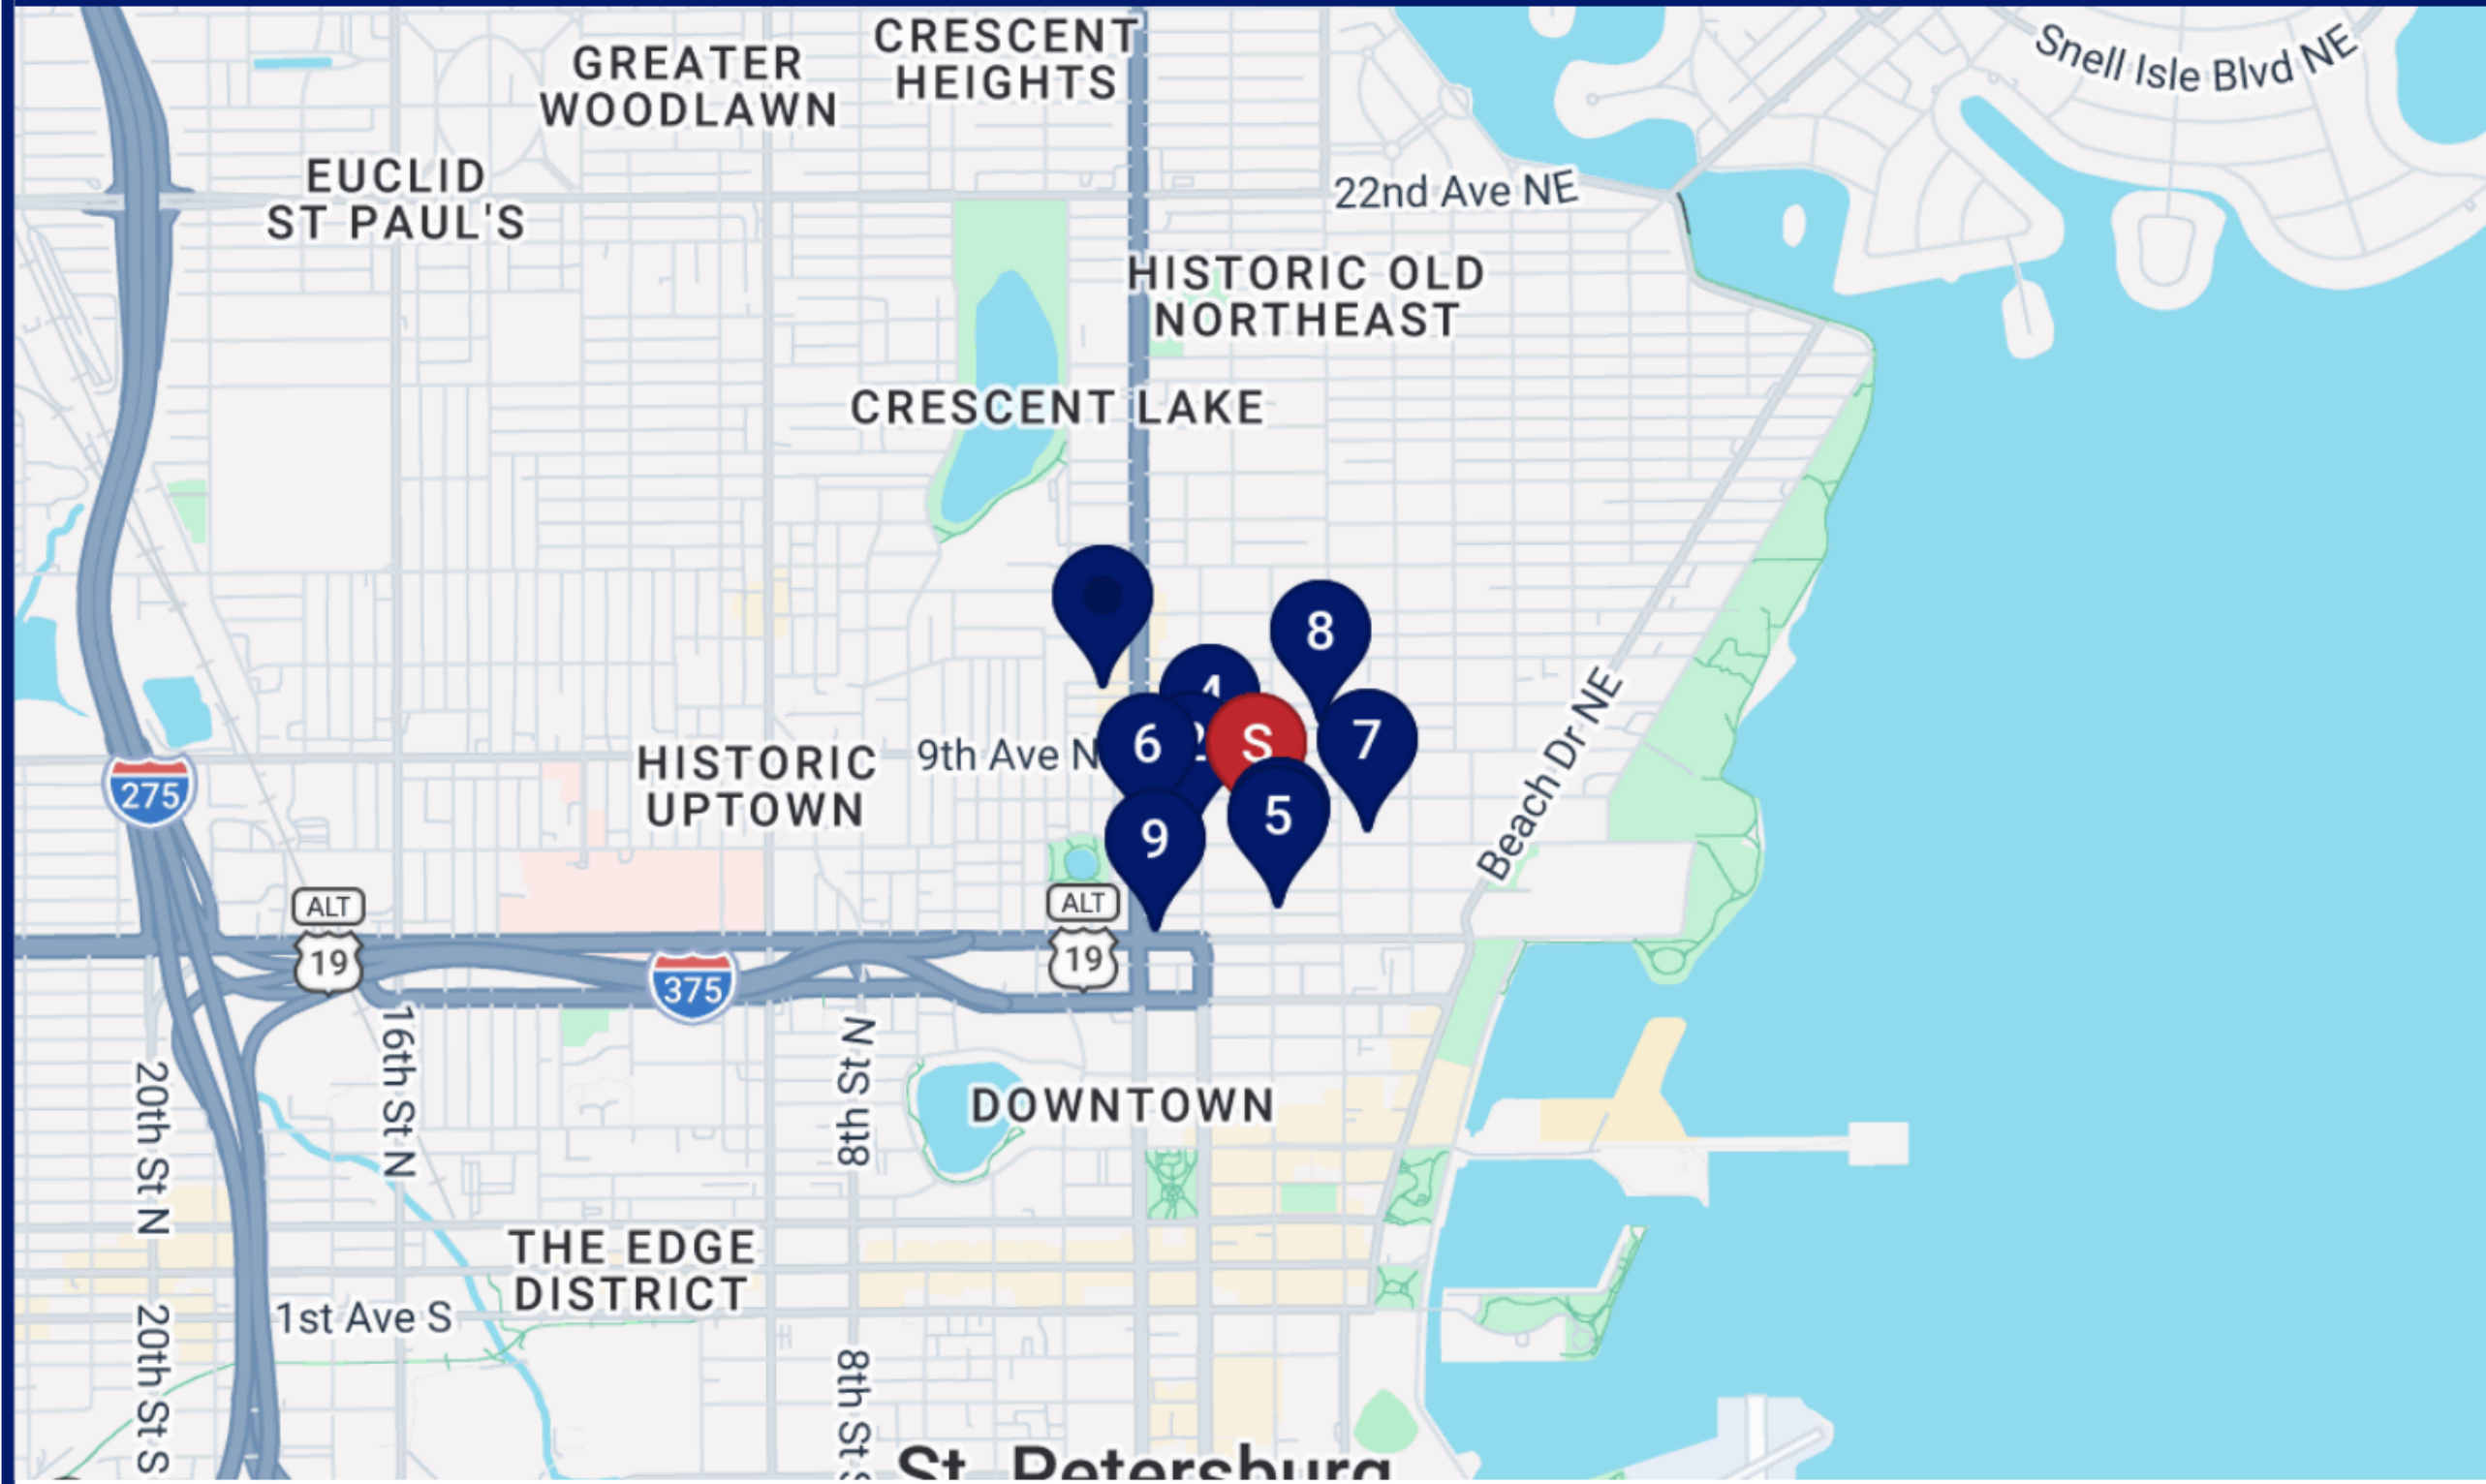 CRESCENT
HEIGHTS
GREATER
WOODLAWN
Snell Isle Blvd NE
EUCLID
ST PAUL'S
22nd Ave NE
HISTORIC OLD
NORTHEAST
CRESCENT LAKE
8
4
6
2
S
7
9th Ave N
HISTORIC
UPTOWN
275
5
9
Beach Dr NE
ALT
19
ALT
19
375
16th St N
8th St N
20th St N
DOWNTOWN
THE EDGE
DISTRICT
1st Ave S
20th St S
8th St S
St. Petersburg